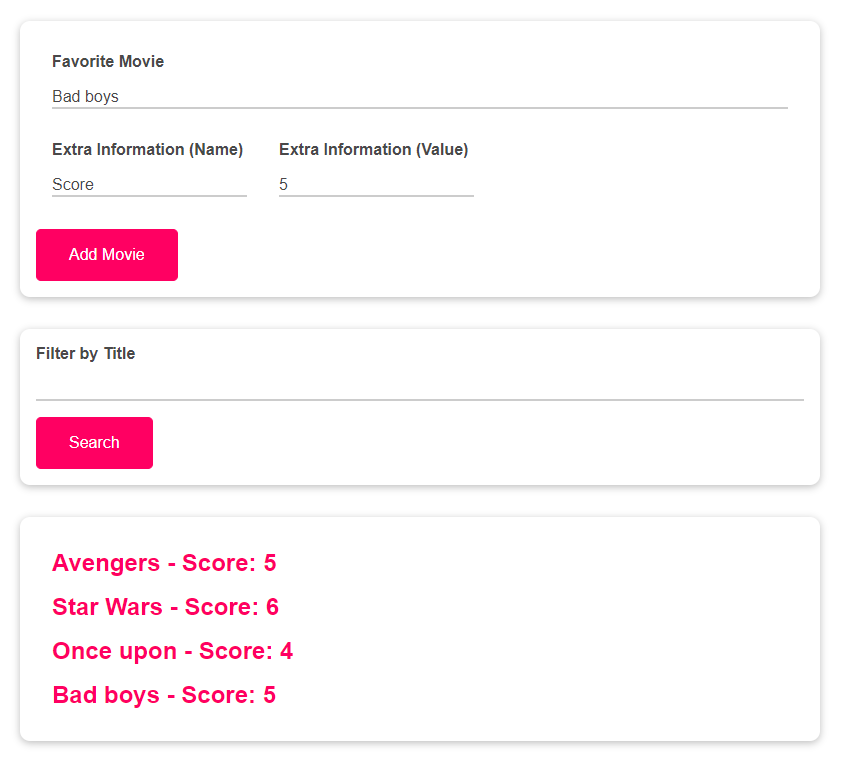 Favorite Movie
Bad boys
Extra Information (Name) Extra Information (Value)
Score 5
Add Movie
Filter by Title
Search
Avengers - Score: 5
Star Wars - Score: 6
Once upon - Score: 4
Bad boys - Score: 5